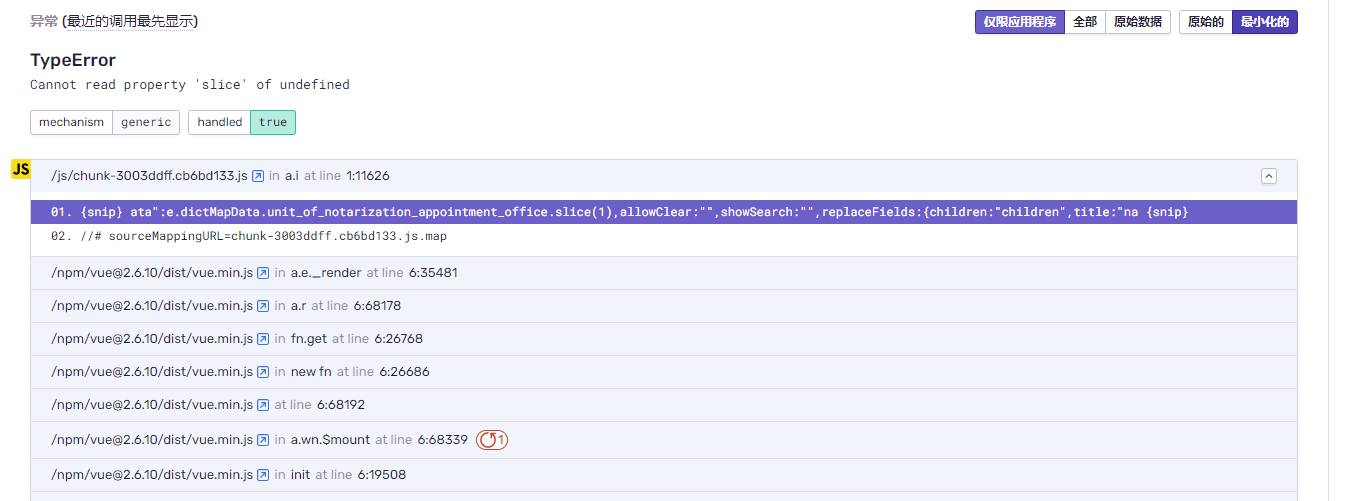 异常 (最近的调用最先显示)
仅限应用程序 全部 原始数据 原始的 最小化的
TypeError
Cannot read property 'slice' of undefined
mechanism generic handled true
JS /js/chunk-3003ddff.cb6bd133.js in a.i at line 1:11626
01. {snip} ata":e.dictMapData.unit_of_notarization_appointment_office.slice(1),allowClear:"",showSearch:"",replaceFields:{children:"children",title:"na {snip}
02. //# sourceMappingURL=chunk-3003ddff.cb6bd133.js.map
/npm/vue@2.6.10/dist/vue.min.js in a.e._render at line 6:35481
/npm/vue@2.6.10/dist/vue.min.js in a.r at line 6:68178
/npm/vue@2.6.10/dist/vue.min.js in fn.get at line 6:26768
/npm/vue@2.6.10/dist/vue.min.js in new fn at line 6:26686
/npm/vue@2.6.10/dist/vue.min.js at line 6:68192
/npm/vue@2.6.10/dist/vue.min.js in a.wn.$mount at line 6:68339 1
/npm/vue@2.6.10/dist/vue.min.js in init at line 6:19508